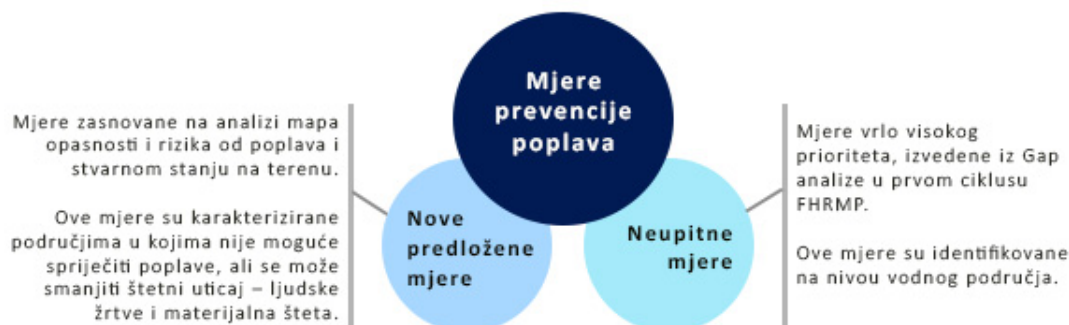 Mjere
prevencije
poplava
Mjere zasnovane na analizi mapa
opasnosti i rizika od poplava i
stvarnom stanju na terenu.
Ove mjere su karakterizirane
područjima u kojima nije moguće
spriječiti poplave, ali se može
smanjiti štetni uticaj – ljudske
žrtve i materijalna šteta.
Nove
predložene
mjere
Neupitne
mjere
Mjere vrlo visokog
prioriteta, izvedene iz Gap
analize u prvom ciklusu
FHRMP.
Ove mjere su identifikovane
na nivou vodnog područja.